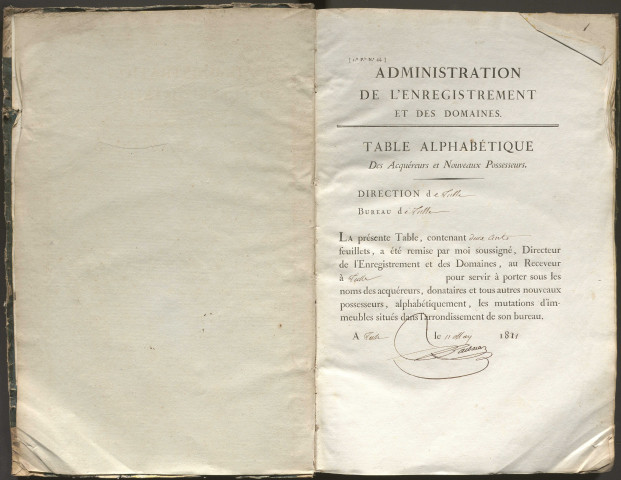 1
ADMINISTRATION
DE L'ENREGISTREMENT
ET DES DOMAINES.
TABLE ALPHABÉTIQUE
Des Acquéreurs et Nouveaux Possesseurs.
DIRECTION de Tulle
BUREAU de Tulle
LA présente Table, contenant deux cents
feuillets, a été remise par moi soussigné, Directeur
de l'Enregistrement et des Domaines, au Receveur
à Tulle pour servir à porter sous les
noms des acquéreurs, donataires et tous autres nouveaux
possesseurs, alphabétiquement, les mutations d'im-
meubles situés dans l'arrondissement de son bureau.
A Tulle le 11 May 1811